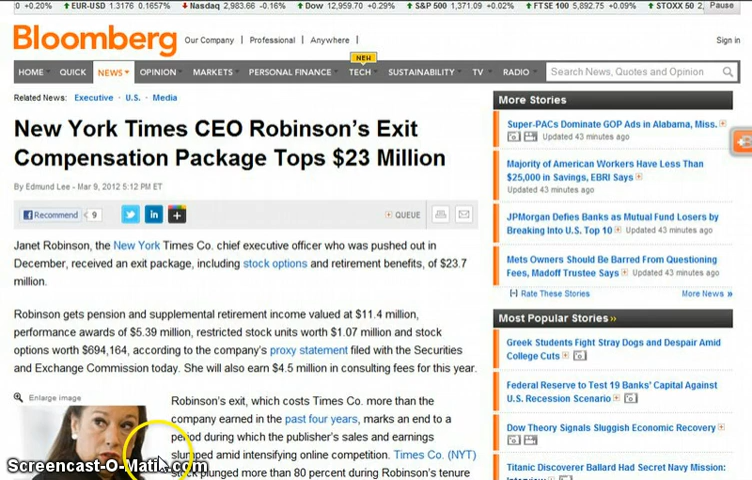 0 +0.20% EUR-USD 1.3176 0.1657% Nasdaq 2,983.66 -0.16% Dow 12,959.70 +0.29% S&P 500 1,371.09 +0.02% FTSE 100 5,892.75 +0.09% STOXX 50 2, Pause
Bloomberg Our Company | Professional | Anywhere | Sign in
NEW
HOME QUICK NEWS OPINION MARKETS PERSONAL FINANCE TECH SUSTAINABILITY TV RADIO Search News, Quotes and Opinion
Related News: Executive · U.S. · Media
New York Times CEO Robinson's Exit
Compensation Package Tops $23 Million
By Edmund Lee - Mar 9, 2012 5:12 PM ET
Recommend 9 in + QUEUE
Janet Robinson, the New York Times Co. chief executive officer who was pushed out in
December, received an exit package, including stock options and retirement benefits, of $23.7
million.
Robinson gets pension and supplemental retirement income valued at $11.4 million,
performance awards of $5.39 million, restricted stock units worth $1.07 million and stock
options worth $694,164, according to the company's proxy statement filed with the Securities
and Exchange Commission today. She will also earn $4.5 million in consulting fees for this year.
Enlarge image
Robinson's exit, which costs Times Co. more than the
company earned in the past four years, marks an end to a
period during which the publisher's sales and earnings
slumped amid intensifying online competition. Times Co. (NYT)
stock plunged more than 80 percent during Robinson's tenure
More Stories
Super-PACs Dominate GOP Ads in Alabama, Miss.
Updated 43 minutes ago
Majority of American Workers Have Less Than
$25,000 in Savings, EBRI Says
Updated 43 minutes ago
JPMorgan Defies Banks as Mutual Fund Losers by
Breaking Into U.S. Top 10 Updated 43 minutes ago
Mets Owners Should Be Barred From Questioning
Fees, Madoff Trustee Says Updated 43 minutes ago
[-] Rate These Stories More News »
Most Popular Stories ››
Greek Students Fight Stray Dogs and Despair Amid
College Cuts
Federal Reserve to Test 19 Banks' Capital Against
U.S. Recession Scenario
Dow Theory Signals Sluggish Economic Recovery
Titanic Discoverer Ballard Had Secret Navy Mission:
Interview
Screencast-O-Matic.com